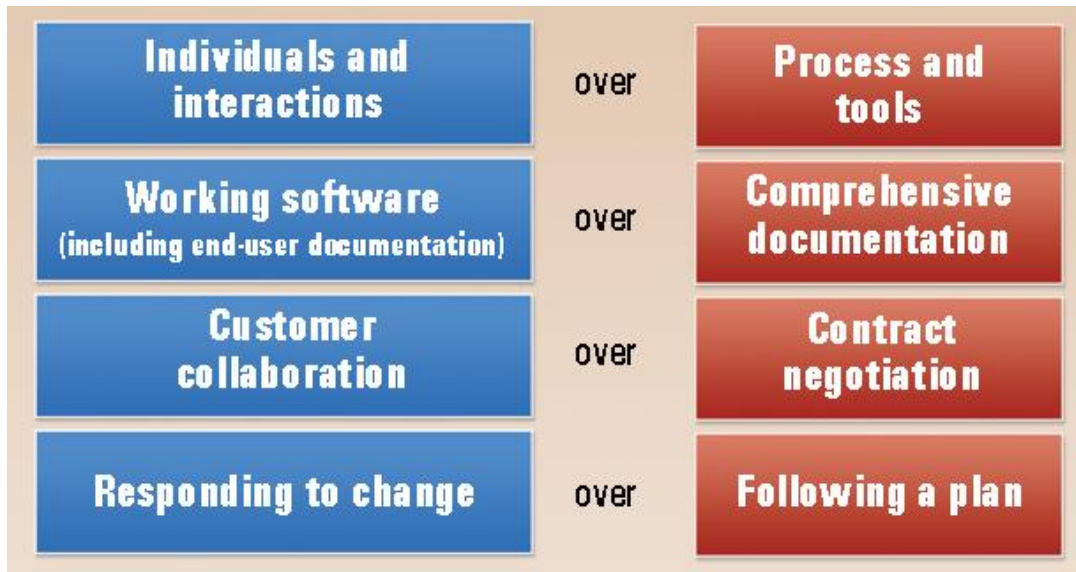 Individuals and
interactions
over
Process and
tools
Working software
(including end-user documentation)
over
Comprehensive
documentation
Customer
collaboration
over
Contract
negotiation
Responding to change
over
Following a plan